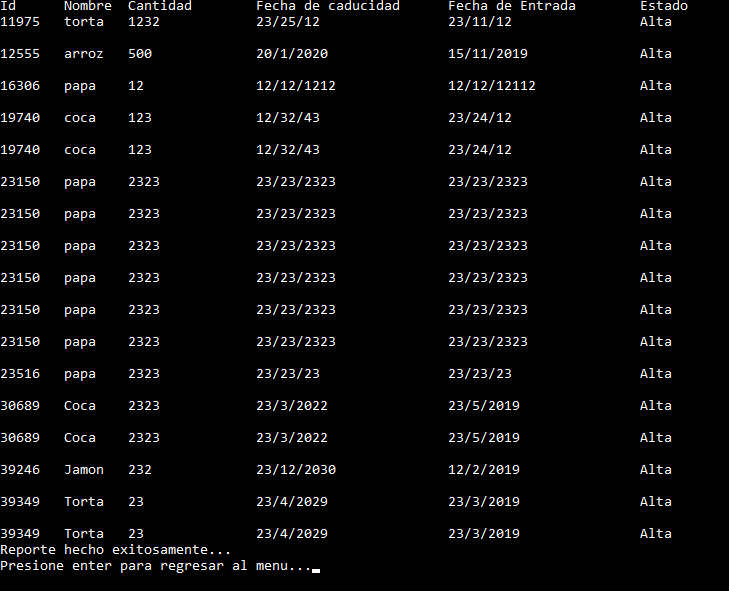 Id Nombre Cantidad Fecha de caducidad Fecha de Entrada Estado
11975 torta 1232 23/25/12 23/11/12 Alta
12555 arroz 500 20/1/2020 15/11/2019 Alta
16306 papa 12 12/12/1212 12/12/12112 Alta
19740 coca 123 12/32/43 23/24/12 Alta
19740 coca 123 12/32/43 23/24/12 Alta
23150 papa 2323 23/23/2323 23/23/2323 Alta
23150 papa 2323 23/23/2323 23/23/2323 Alta
23150 papa 2323 23/23/2323 23/23/2323 Alta
23150 papa 2323 23/23/2323 23/23/2323 Alta
23150 papa 2323 23/23/2323 23/23/2323 Alta
23150 papa 2323 23/23/2323 23/23/2323 Alta
23516 papa 2323 23/23/23 23/23/23 Alta
30689 Coca 2323 23/3/2022 23/5/2019 Alta
30689 Coca 2323 23/3/2022 23/5/2019 Alta
39246 Jamon 232 23/12/2030 12/2/2019 Alta
39349 Torta 23 23/4/2029 23/3/2019 Alta
39349 Torta 23 23/4/2029 23/3/2019 Alta
Reporte hecho exitosamente...
Presione enter para regresar al menu...